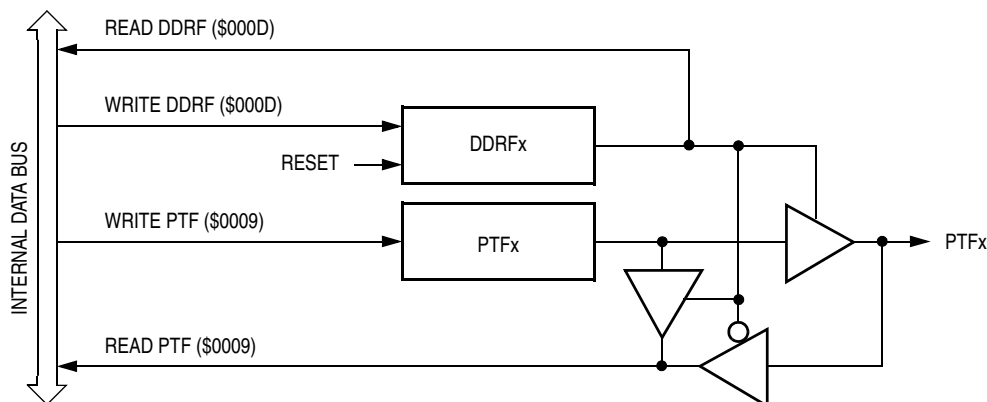 READ DDRF ($000D)
WRITE DDRF ($000D)
DDRFx
RESET
INTERNAL DATA BUS
WRITE PTF ($0009)
PTFx
PTFx
READ PTF ($0009)